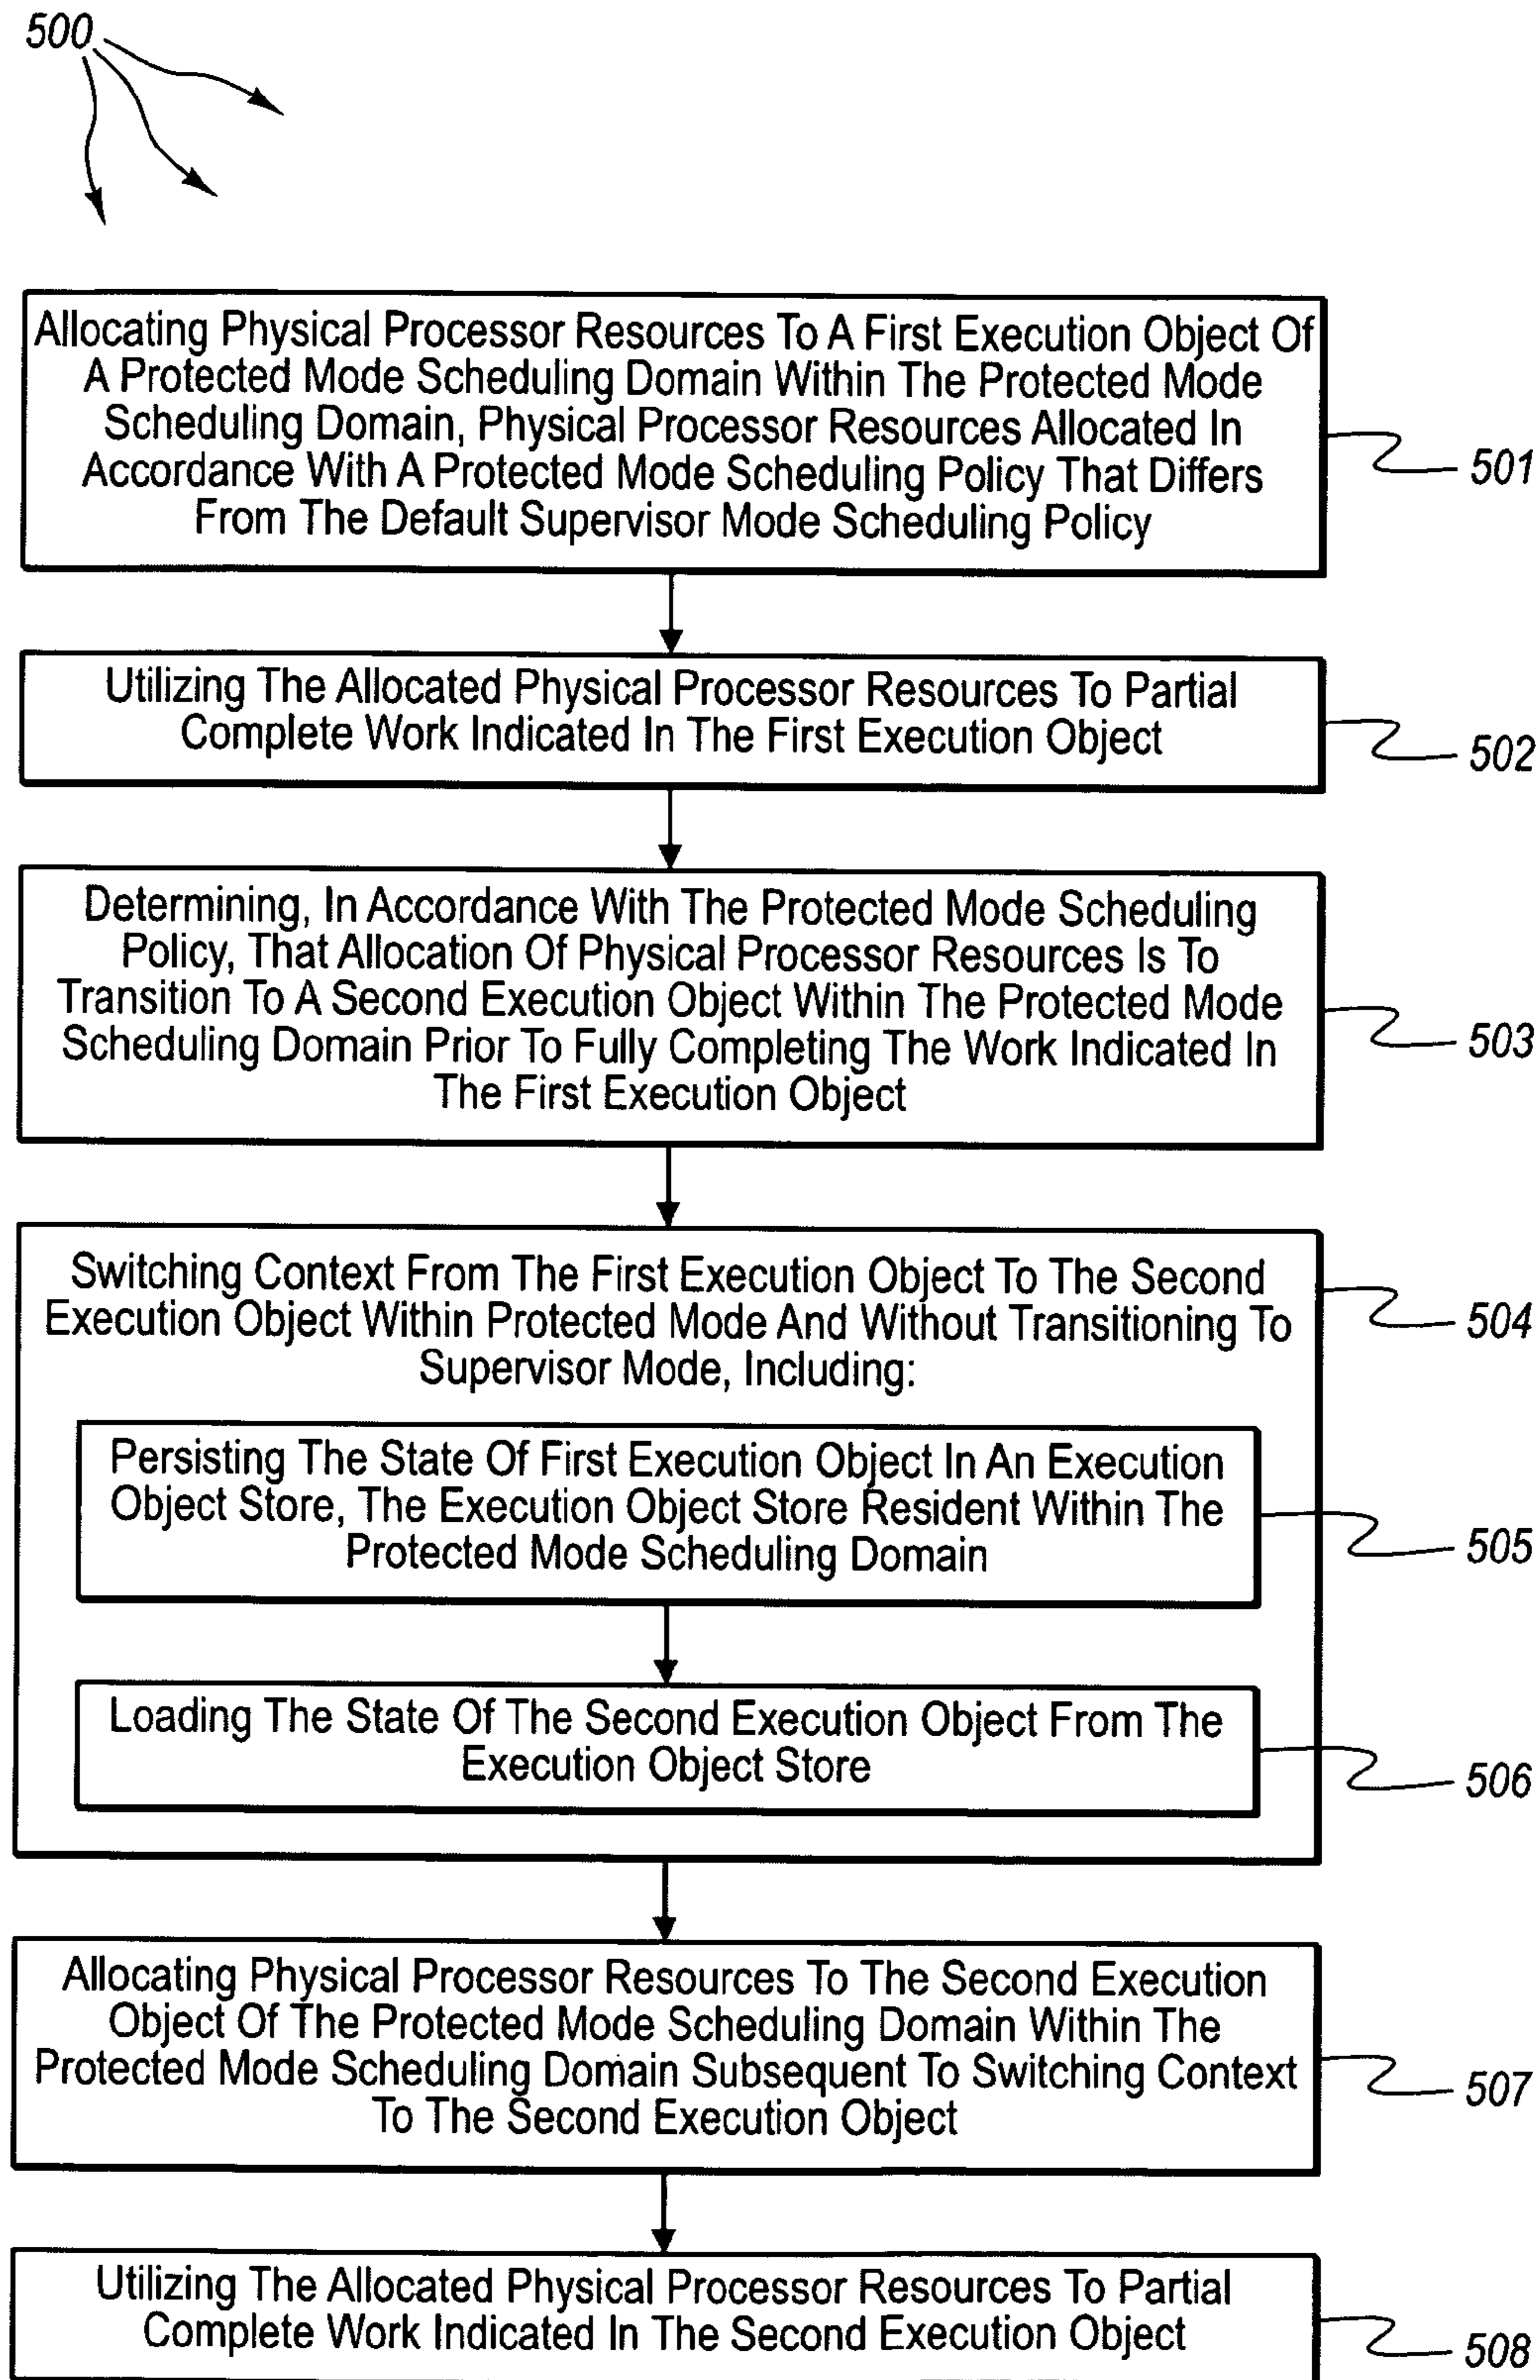 500
Allocating Physical Processor Resources To A First Execution Object Of
A Protected Mode Scheduling Domain Within The Protected Mode
Scheduling Domain, Physical Processor Resources Allocated In
Accordance With A Protected Mode Scheduling Policy That Differs
From The Default Supervisor Mode Scheduling Policy
501
Utilizing The Allocated Physical Processor Resources To Partial
Complete Work Indicated In The First Execution Object
502
Determining, In Accordance With The Protected Mode Scheduling
Policy, That Allocation Of Physical Processor Resources Is To
Transition To A Second Execution Object Within The Protected Mode
Scheduling Domain Prior To Fully Completing The Work Indicated In
The First Execution Object
503
Switching Context From The First Execution Object To The Second
Execution Object Within Protected Mode And Without Transitioning To
Supervisor Mode, Including:
504
Persisting The State Of First Execution Object In An Execution
Object Store, The Execution Object Store Resident Within The
Protected Mode Scheduling Domain
505
Loading The State Of The Second Execution Object From The
Execution Object Store
506
Allocating Physical Processor Resources To The Second Execution
Object Of The Protected Mode Scheduling Domain Within The
Protected Mode Scheduling Domain Subsequent To Switching Context
To The Second Execution Object
507
Utilizing The Allocated Physical Processor Resources To Partial
Complete Work Indicated In The Second Execution Object
508